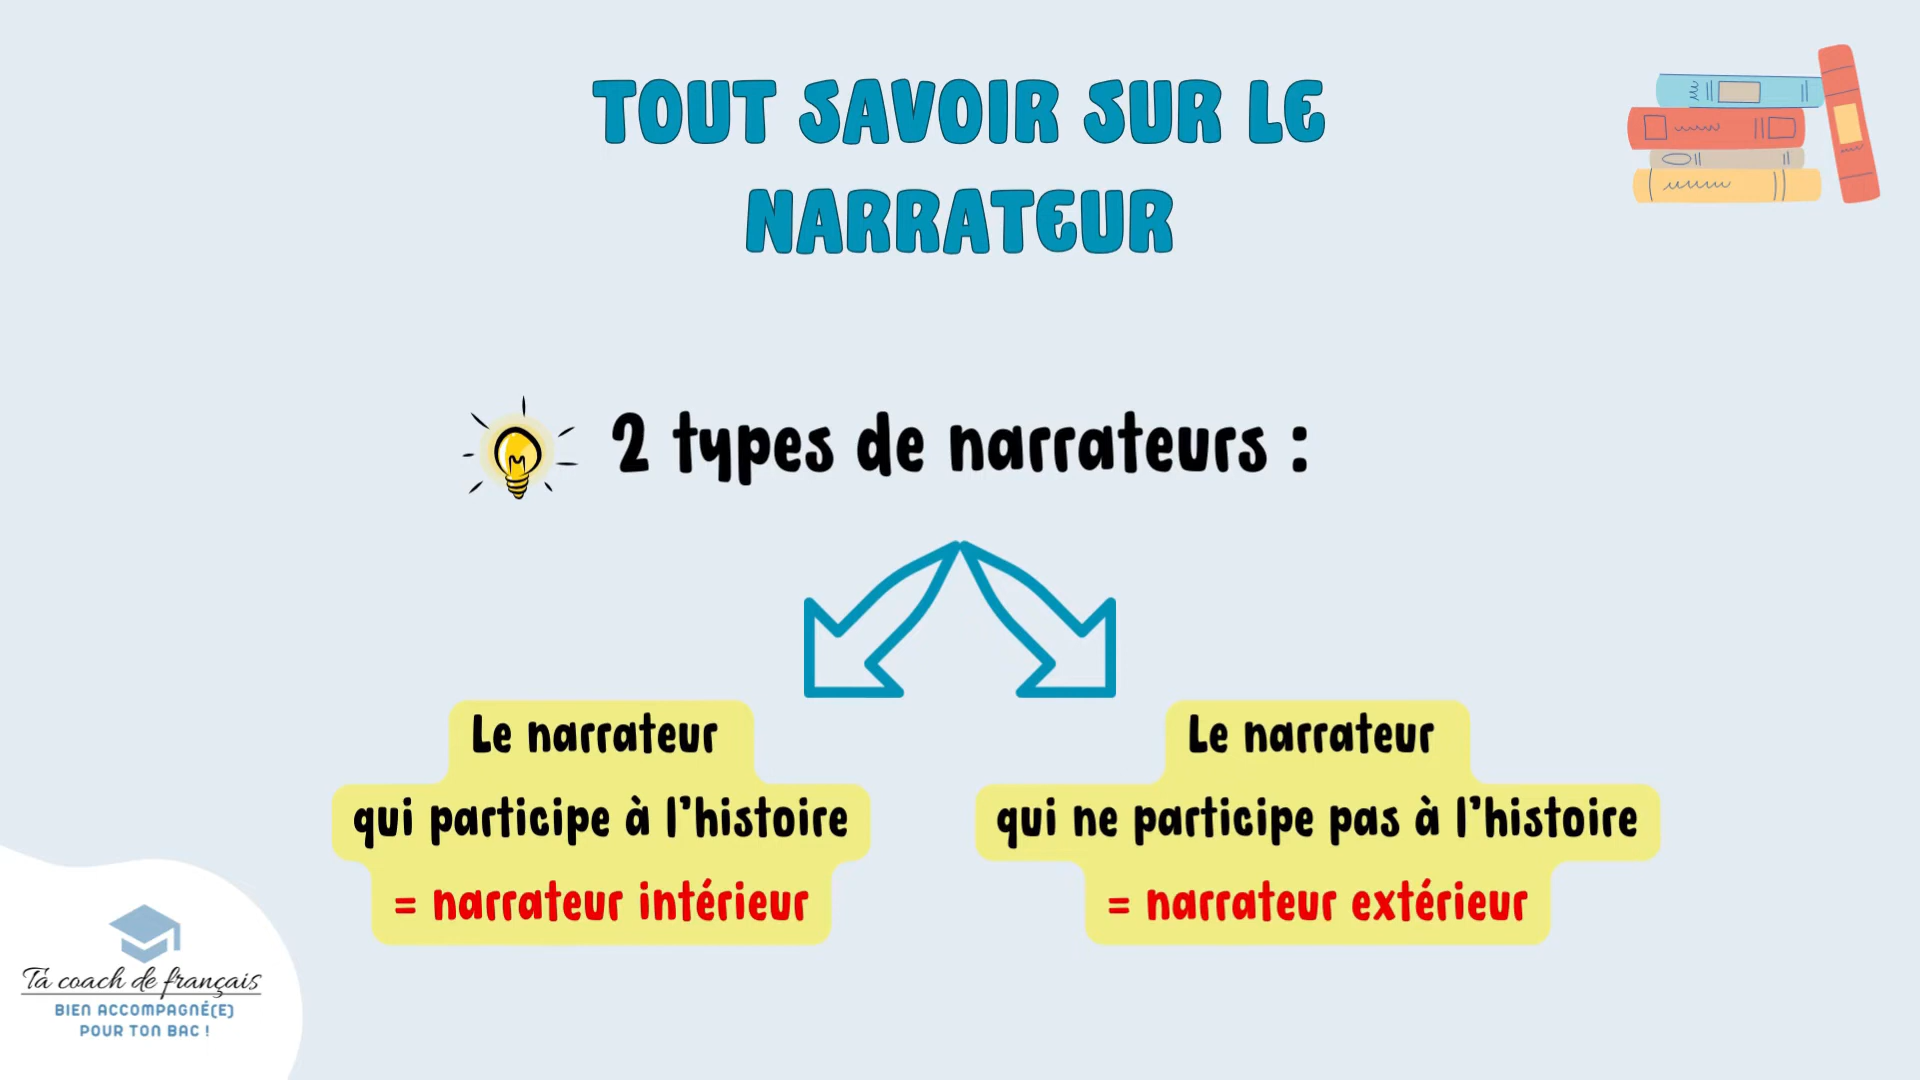 TOUT SAVOIR SUR LE
NARRATEUR
2 types de narrateurs :
Le narrateur
qui participe à l'histoire
= narrateur intérieur
Le narrateur
qui ne participe pas à l'histoire
= narrateur extérieur
Ta coach de français
BIEN ACCOMPAGNÉ(E)
POUR TON BAC !